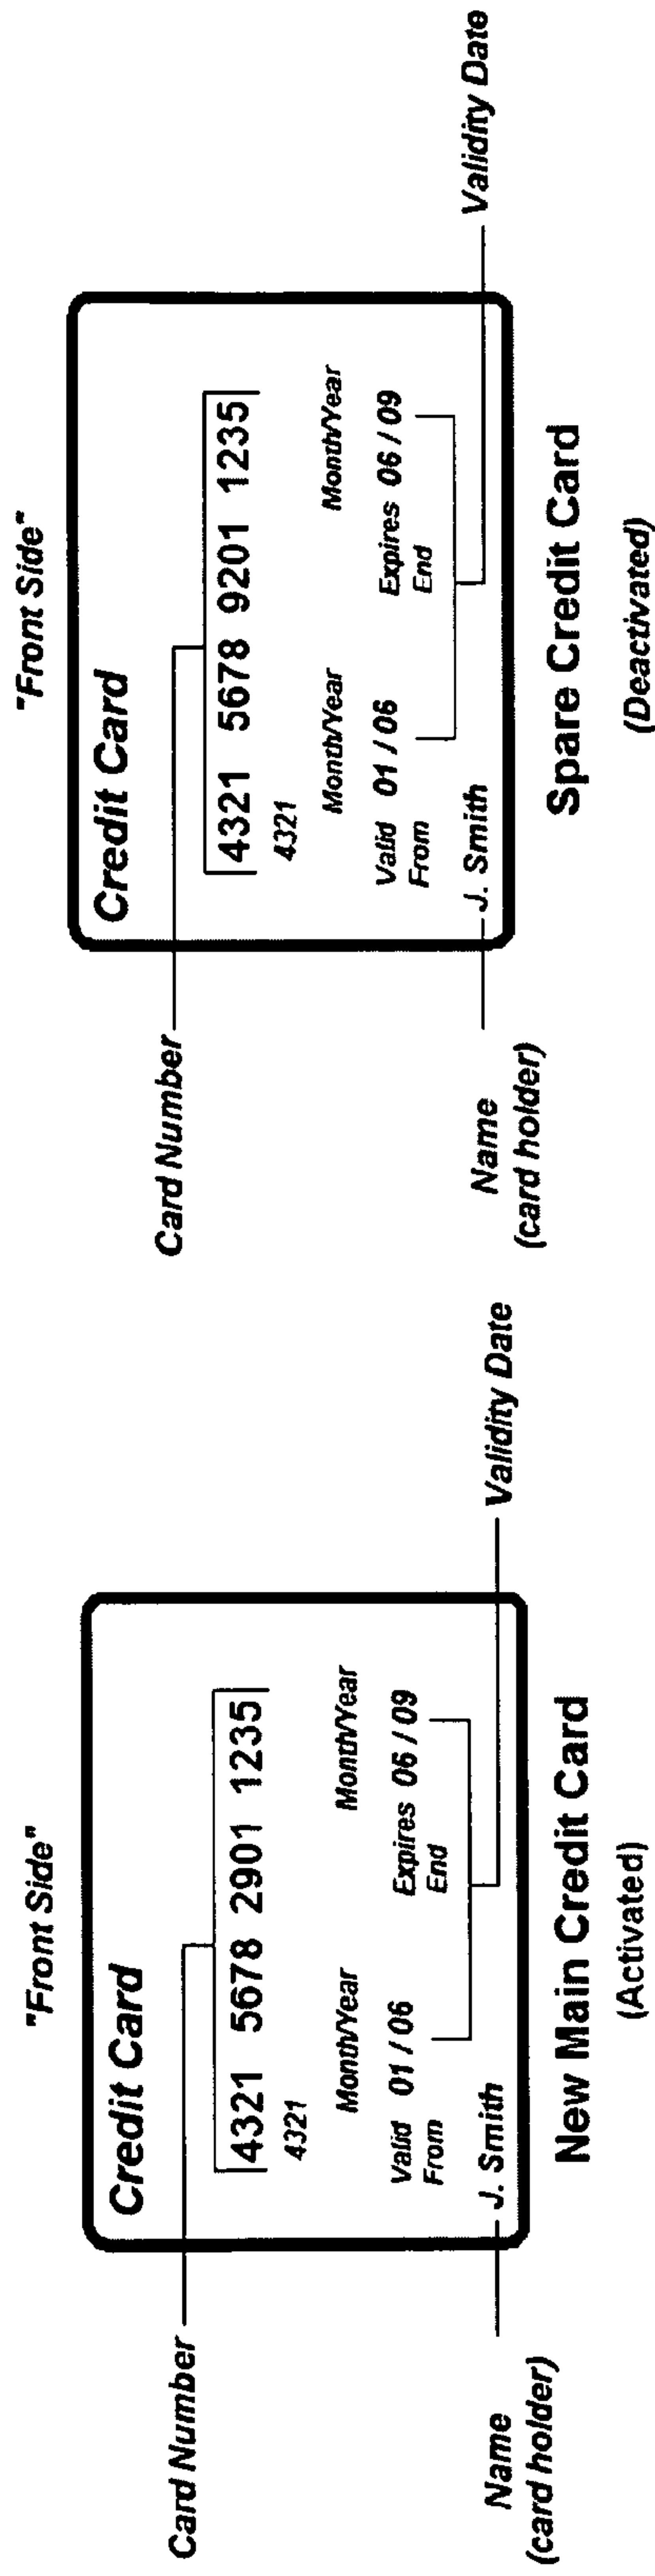 "Front Side"
Card Number
Credit Card
4321 5678 2901 1235
4321
Month/Year Month/Year
Valid 01 / 06 Expires 06 / 09
From End
Name J. Smith Validity Date
(card holder)
New Main Credit Card
(Activated)
"Front Side"
Card Number
Credit Card
4321 5678 9201 1235
4321
Month/Year Month/Year
Valid 01 / 06 Expires 06 / 09
From End
Name J. Smith Validity Date
(card holder)
Spare Credit Card
(Deactivated)